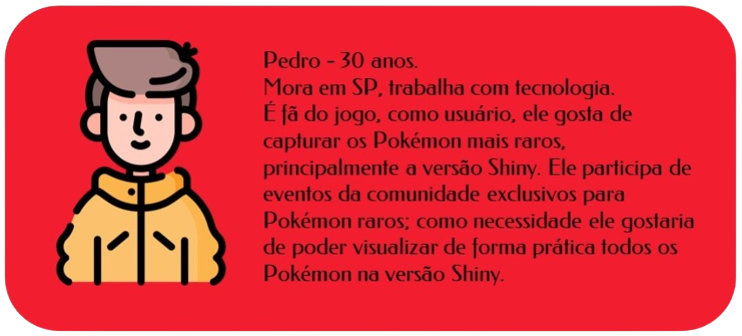 Pedro - 30 anos.
Mora em SP, trabalha com tecnologia.
É fã do jogo, como usuário, ele gosta de
capturar os Pokémon mais raros,
principalmente a versão Shiny. Ele participa de
eventos da comunidade exclusivos para
Pokémon raros; como necessidade ele gostaria
de poder visualizar de forma prática todos os
Pokémon na versão Shiny.